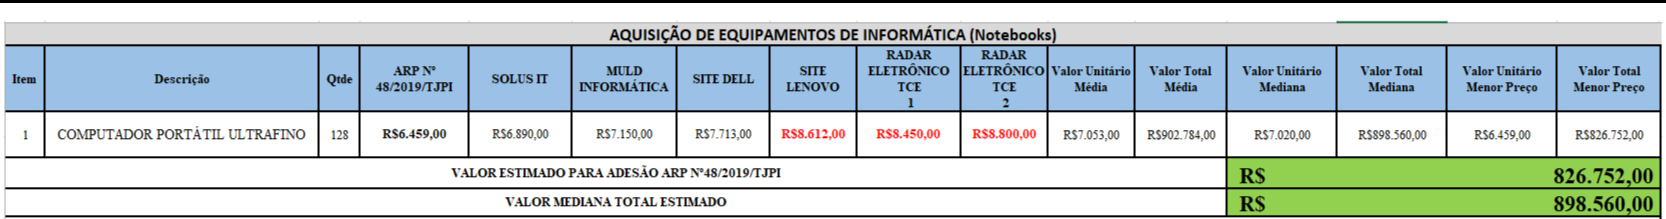 AQUISIÇÃO DE EQUIPAMENTOS DE INFORMÁTICA (Notebooks)
Item Descrição Qtde ARP Nº 48/2019/TJPI SOLUS IT MULD INFORMÁTICA SITE DELL SITE LENOVO RADAR ELETRÔNICO TCE 1 RADAR ELETRÔNICO TCE 2 Valor Unitário Média Valor Total Média Valor Unitário Mediana Valor Total Mediana Valor Unitário Menor Preço Valor Total Menor Preço
1 COMPUTADOR PORTÁTIL ULTRAFINO 128 R$6.459,00 R$6.890,00 R$7.150,00 R$7.713,00 R$8.612,00 R$8.450,00 R$8.800,00 R$7.053,00 R$902.784,00 R$7.020,00 R$898.560,00 R$6.459,00 R$826.752,00
VALOR ESTIMADO PARA ADESÃO ARP Nº48/2019/TJPI R$ 826.752,00
VALOR MEDIANA TOTAL ESTIMADO R$ 898.560,00